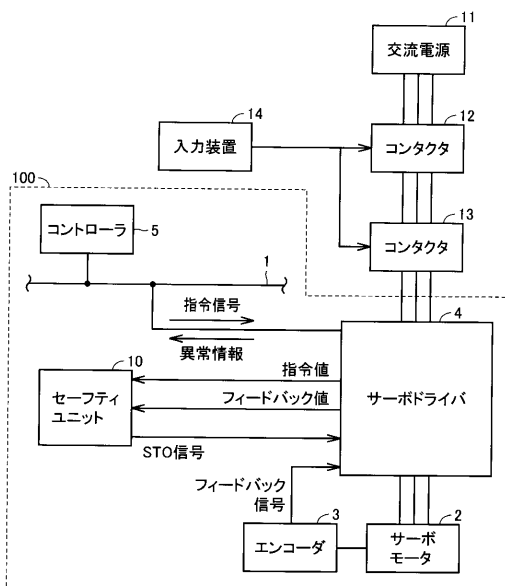 11
交流電源
14
入力装置
12
コンタクタ
100
13
コンタクタ
コントローラ
5
1
指令信号
異常情報
4
サーボドライバ
10
セーフティ
ユニット
指令値
フィードバック値
STO信号
フィードバック
信号
3
エンコーダ
2
サーボ
モータ